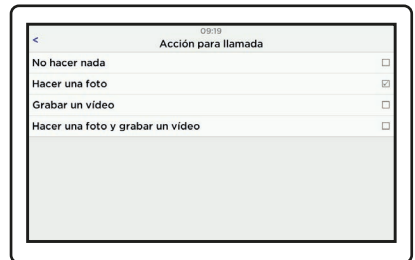 09:19
<
Acción para llamada
No hacer nada
Hacer una foto
Grabar un vídeo
Hacer una foto y grabar un vídeo